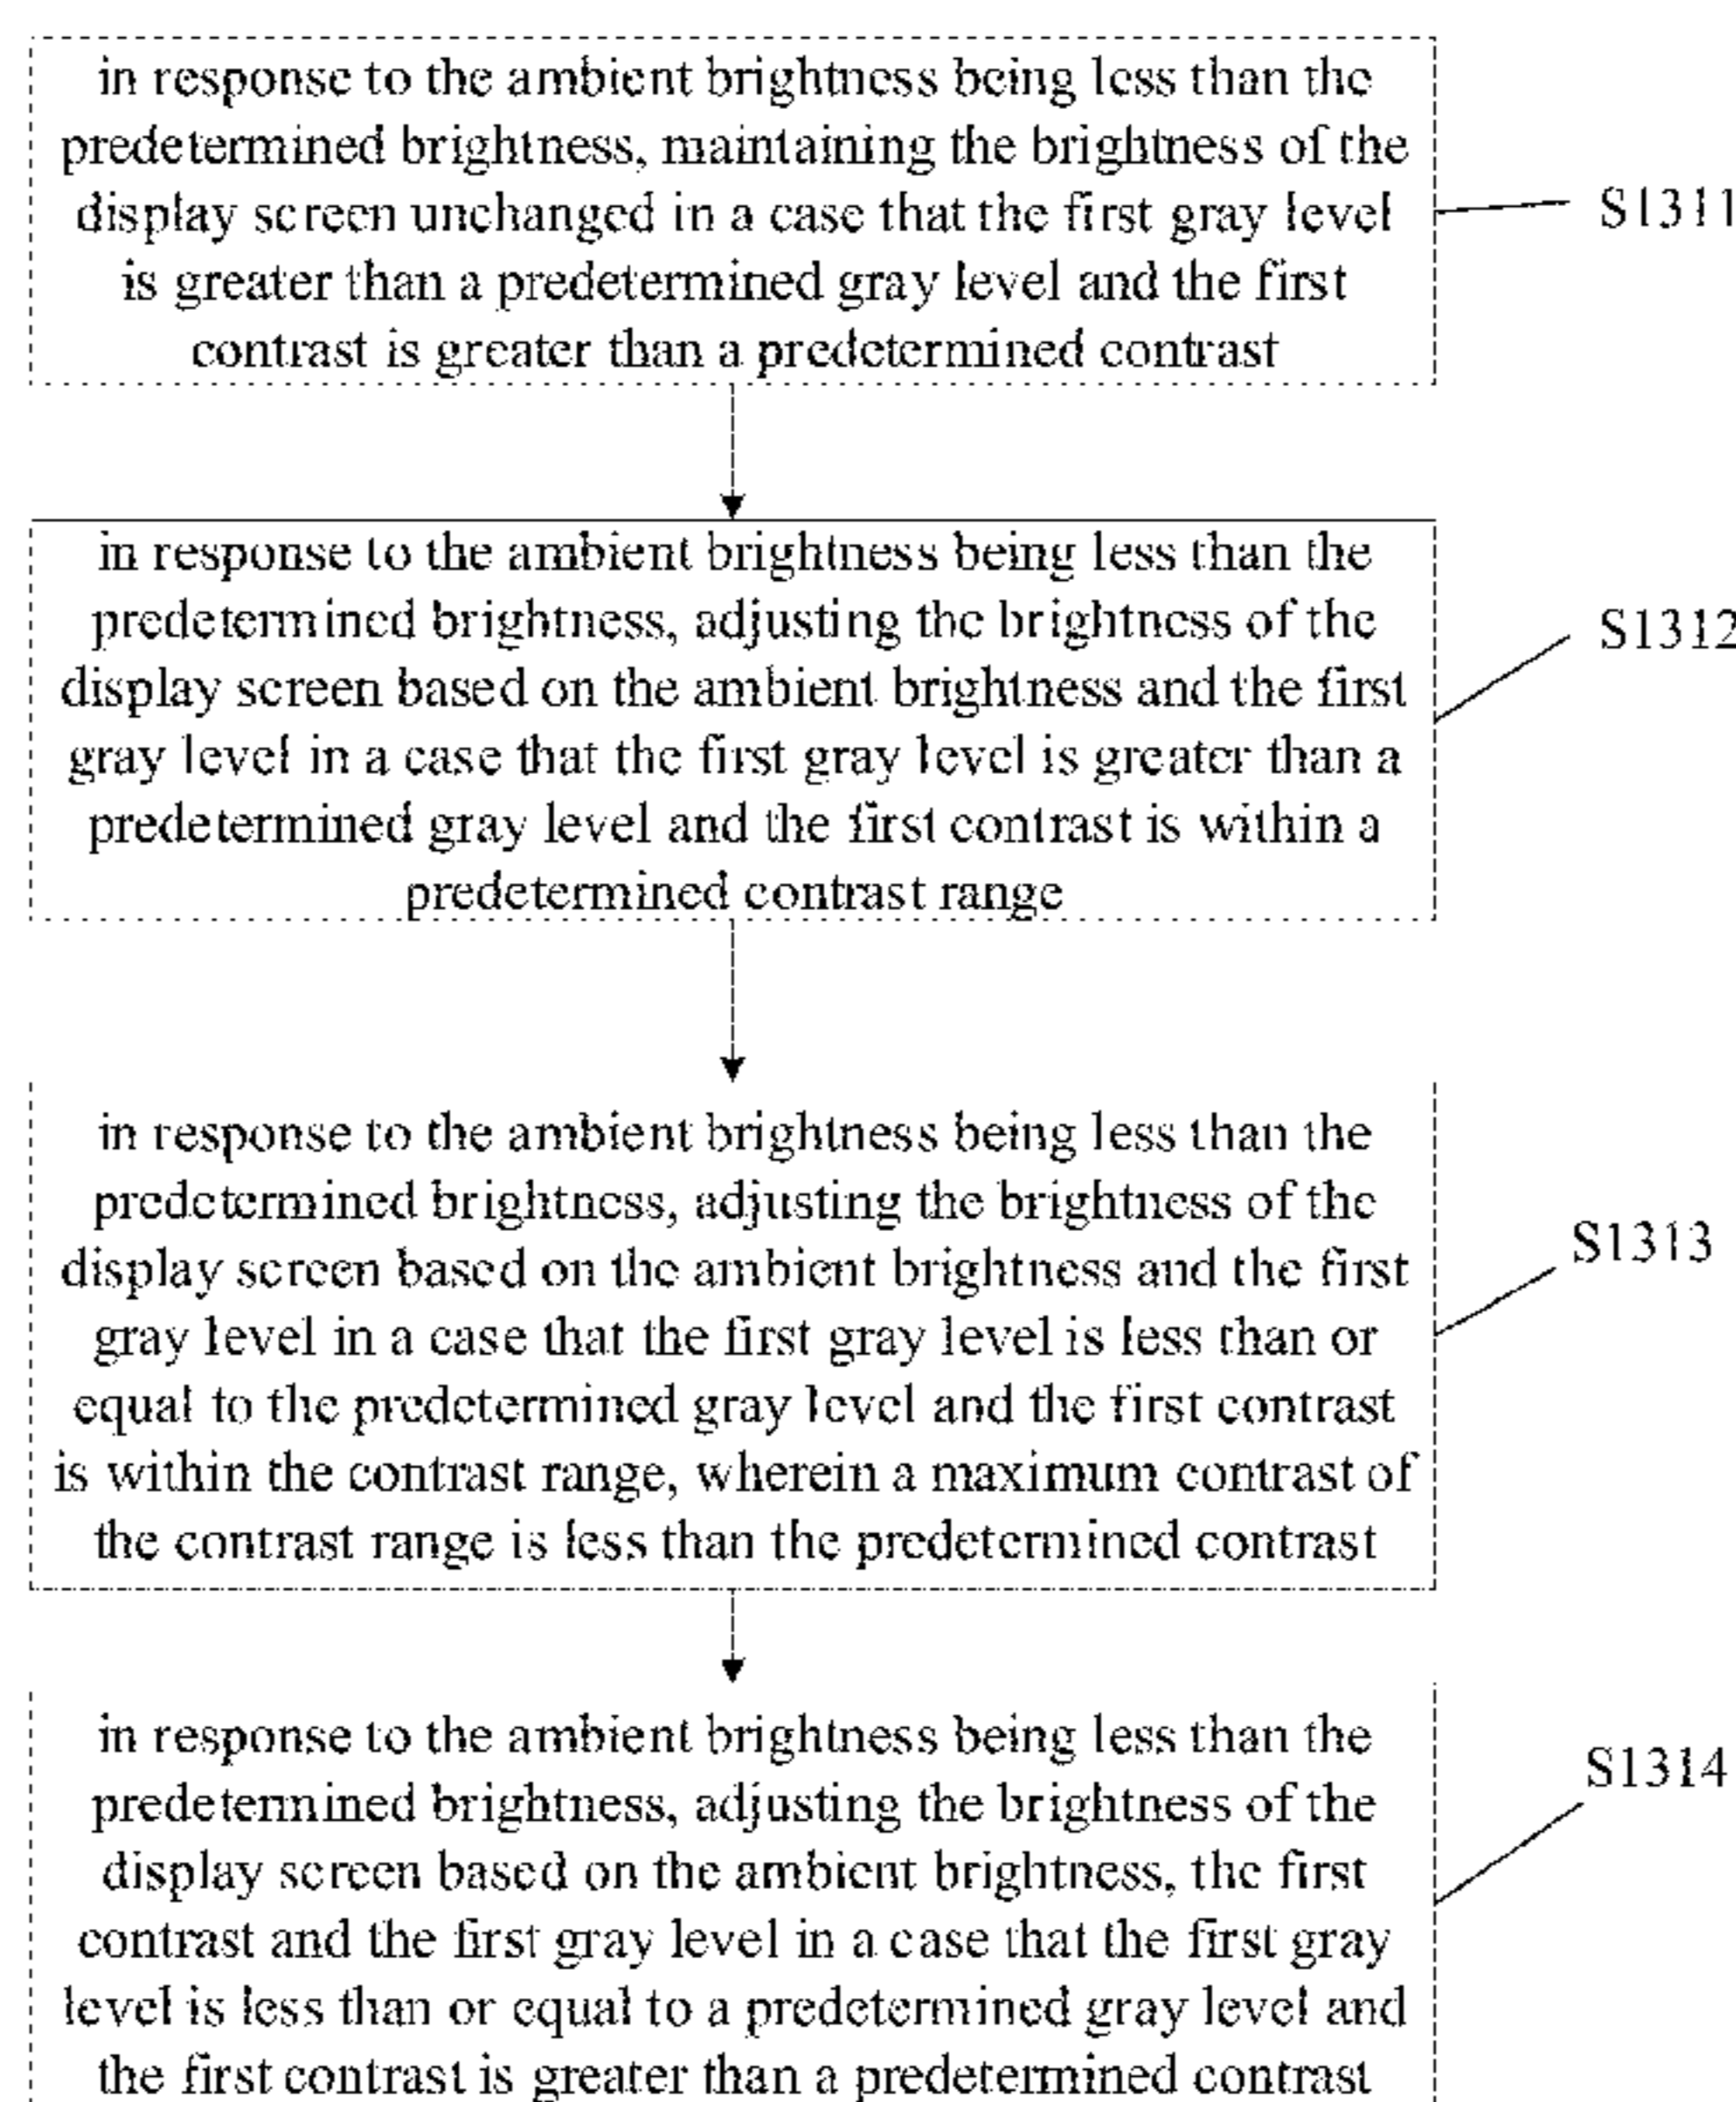 in response to the ambient brightness being less than the
predetermined brightness, maintaining the brightness of the
display screen unchanged in a case that the first gray level
is greater than a predetermined gray level and the first
contrast is greater than a predetermined contrast
S1311
in response to the ambient brightness being less than the
predetermined brightness, adjusting the brightness of the
display screen based on the ambient brightness and the first
gray level in a case that the first gray level is greater than a
predetermined gray level and the first contrast is within a
predetermined contrast range
S1312
in response to the ambient brightness being less than the
predetermined brightness, adjusting the brightness of the
display screen based on the ambient brightness and the first
gray level in a case that the first gray level is less than or
equal to the predetermined gray level and the first contrast
is within the contrast range, wherein a maximum contrast of
the contrast range is less than the predetermined contrast
S1313
in response to the ambient brightness being less than the
predetermined brightness, adjusting the brightness of the
display screen based on the ambient brightness, the first
contrast and the first gray level in a case that the first gray
level is less than or equal to a predetermined gray level and
the first contrast is greater than a predetermined contrast
S1314